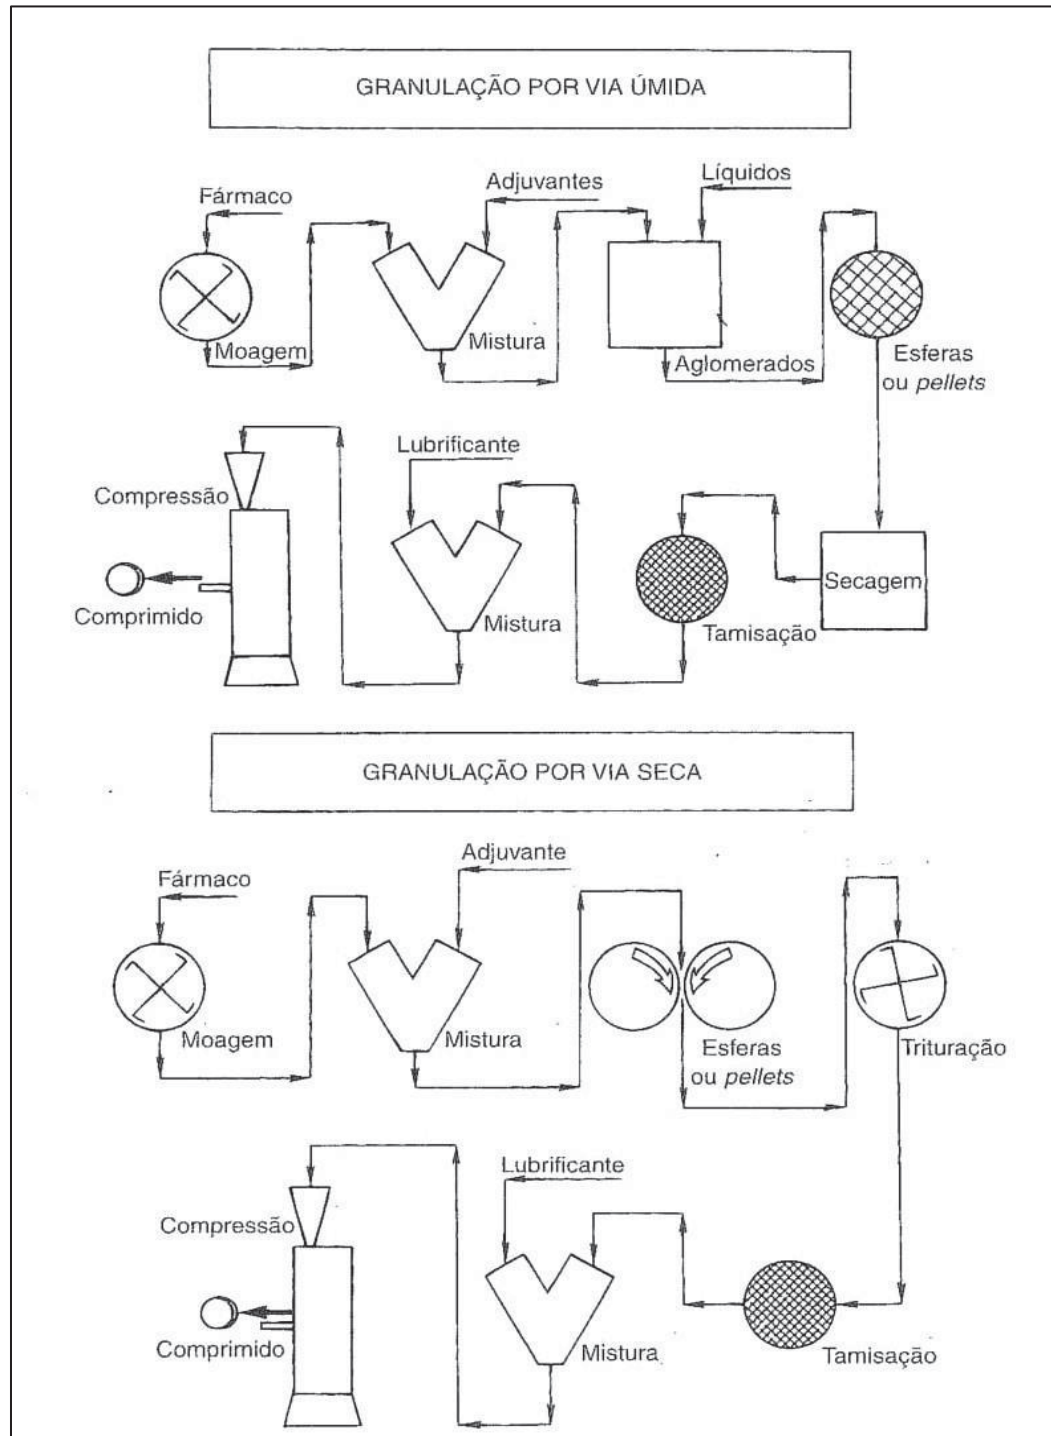 GRANULAÇÃO POR VIA ÚMIDA
Fármaco
Adjuvantes
Líquidos
Moagem
Mistura
Aglomerados
Esferas
ou pellets
Lubrificante
Compressão
Secagem
Comprimido
Mistura
Tamisação
GRANULAÇÃO POR VIA SECA
Fármaco
Adjuvante
Moagem
Mistura
Esferas
ou pellets
Trituração
Lubrificante
Compressão
Comprimido
Mistura
Tamisação